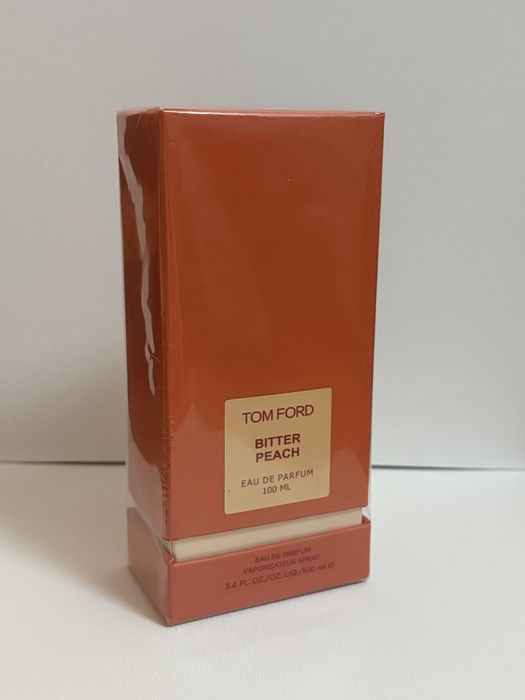 TOM FORD
BITTER
PEACH
EAU DE PARFUM
100 ML
EAU DE PARFUM
VAPORISATEUR SPRAY
3.4 FL. OZ./OZ. LIQ./100 ml ℮